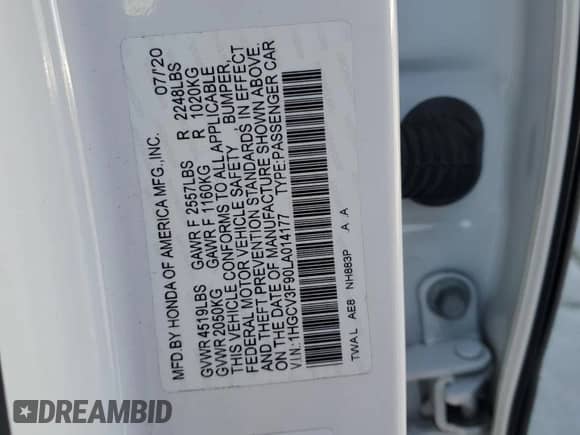 MFD. BY HONDA OF AMERICA MFG., INC. 07/20
GVWR 4519LBS GAWR F 2557LBS R 2248LBS
GVWR 2050KG GAWR F 1160KG R 1020KG
THIS VEHICLE CONFORMS TO ALL APPLICABLE
FEDERAL MOTOR VEHICLE SAFETY, BUMPER,
AND THEFT PREVENTION STANDARDS IN EFFECT
ON THE DATE OF MANUFACTURE SHOWN ABOVE.
V.I.N.: 1HGCV3F90LA014177 TYPE: PASSENGER CAR
TWA L AE8 NH883P A A
DREAMBID